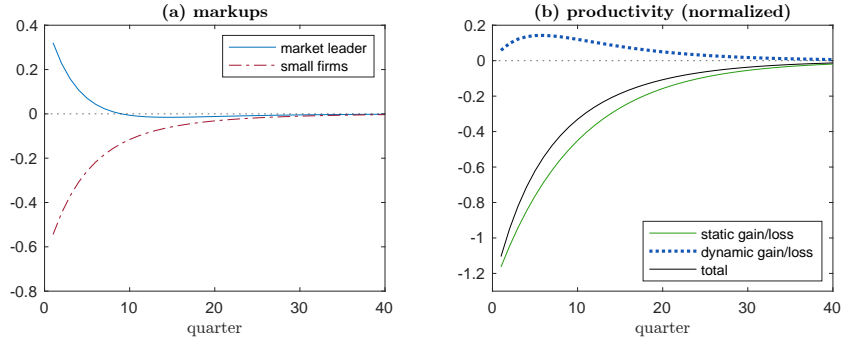 (a) markups
0.4
0.2
0
-0.2
-0.4
-0.6
-0.8
0
10
20
30
40
quarter
market leader
small firms
(b) productivity (normalized)
0.2
0
-0.2
-0.4
-0.6
-0.8
-1
-1.2
0
10
20
30
40
quarter
static gain/loss
dynamic gain/loss
total